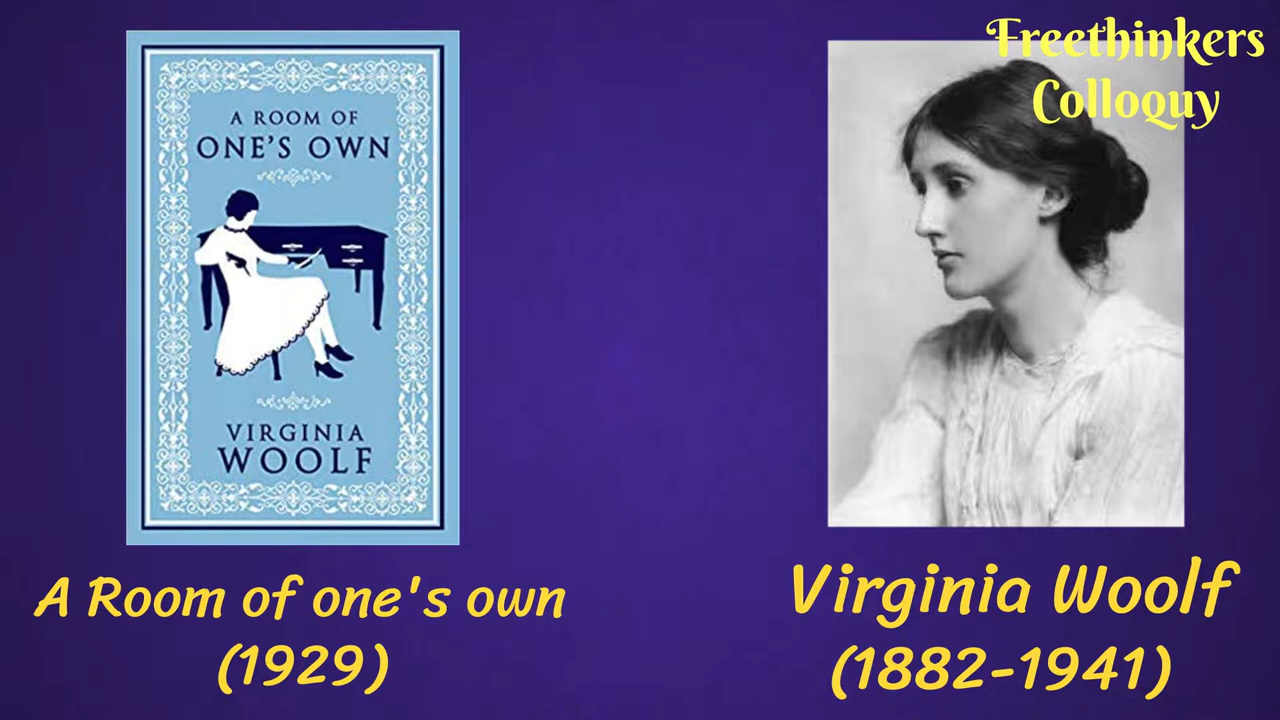 A ROOM OF
ONE'S OWN
VIRGINIA
WOOLF
A Room of one's own
(1929)
Freethinkers
Colloquy
Virginia Woolf
(1882-1941)